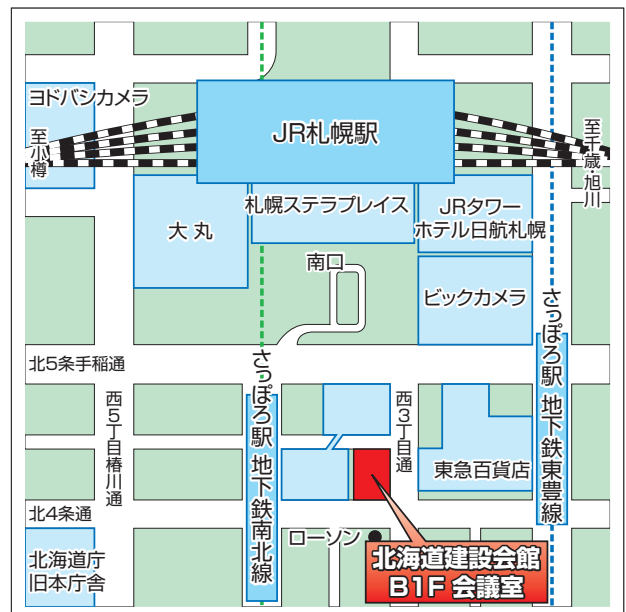 ヨドバシカメラ
至小樽
JR札幌駅
至千歳・旭川
大丸
札幌ステラプレイス
JRタワー
ホテル日航札幌
南口
ビックカメラ
さっぽろ駅 地下鉄東豊線
北5条手稲通
さっぽろ駅 地下鉄南北線
西5丁目椿川通
西3丁目通
東急百貨店
北4条通
ローソン
北海道庁
旧本庁舎
北海道建設会館
B1F 会議室